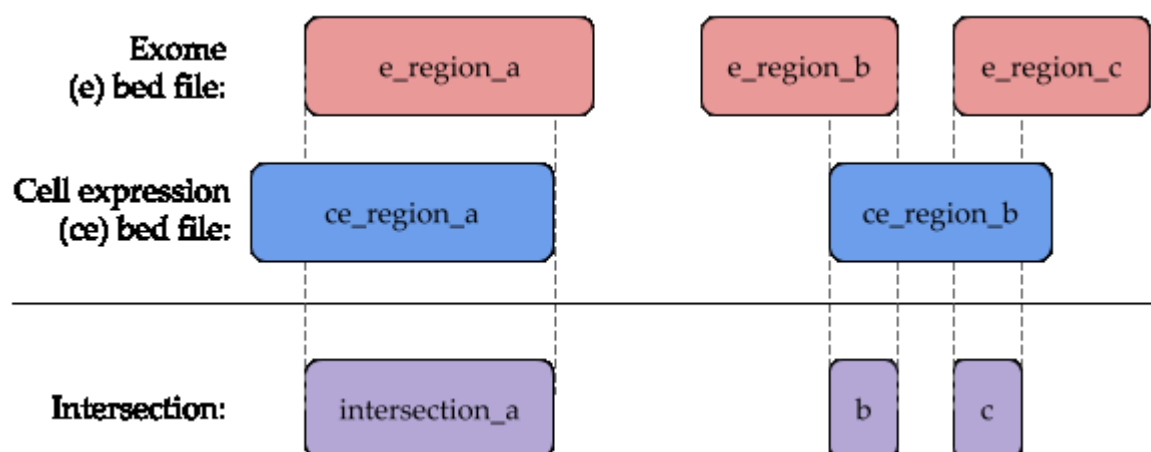 Exome
(e) bed file:
e_region_a
e_region_b
e_region_c
Cell expression
(ce) bed file:
ce_region_a
ce_region_b
Intersection:
intersection_a
b
c